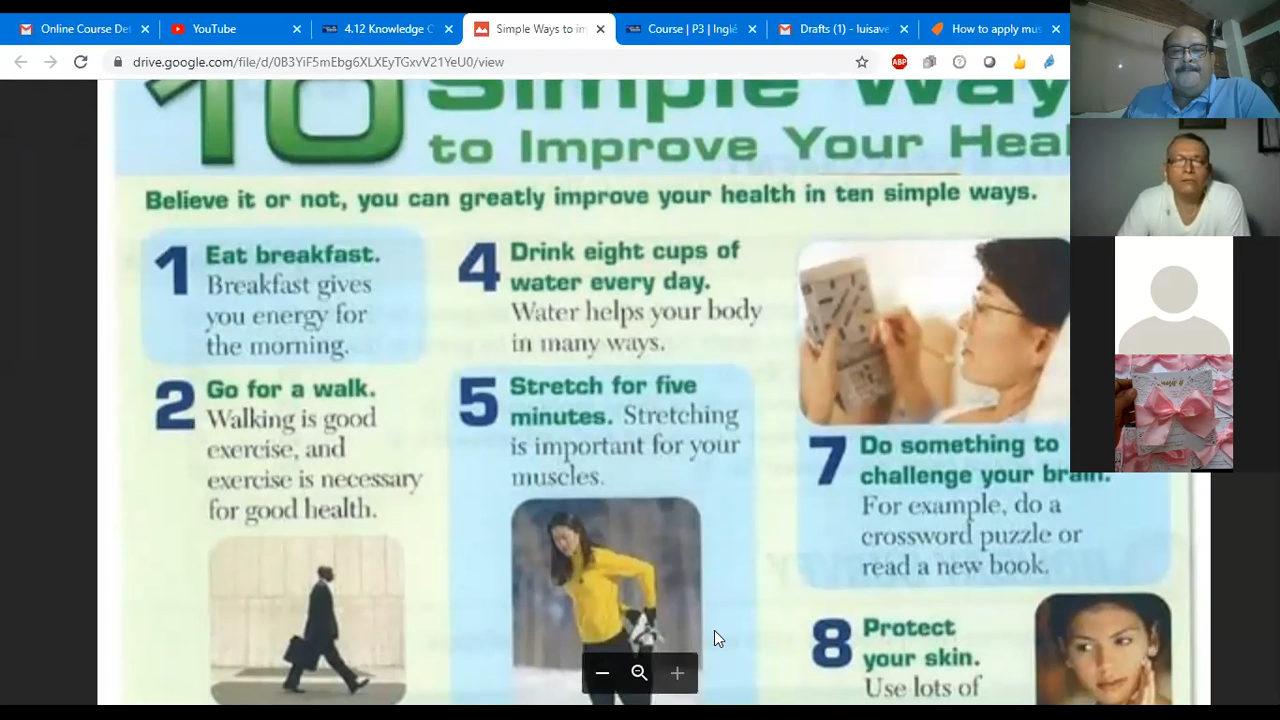 Online Course De
YouTube
4.12 Knowledge C
Simple Ways to im
Course | P3 | Inglé
Drafts (1) - luisave
How to apply mus
drive.google.com/file/d/0B3YiF5mEbgIXLXEyTGxvV21YeU0/view
ABP
10 Simple Way
to Improve Your Heal
Believe it or not, you can greatly improve your health in ten simple ways.
1 Eat breakfast.
Breakfast gives
you energy for
the morning.
2 Go for a walk.
Walking is good
exercise, and
exercise is necessary
for good health.
4 Drink eight cups of
water every day.
Water helps your body
in many ways.
5 Stretch for five
minutes. Stretching
is important for your
muscles.
7 Do something to
challenge your brain.
For example, do a
crossword puzzle or
read a new book.
8 Protect
your skin.
Use lots of